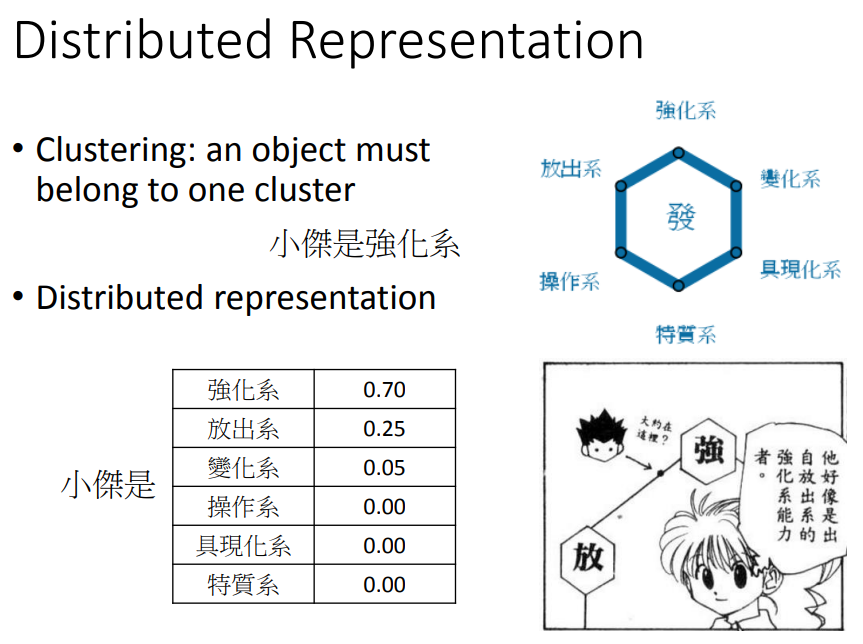 Distributed Representation
• Clustering: an object must
belong to one cluster
小傑是強化系
• Distributed representation
小傑是
強化系 0.70
放出系 0.25
變化系 0.05
操作系 0.00
具現化系 0.00
特質系 0.00
強化系
放出系
變化系
發
操作系
具現化系
特質系
大約在
這裡？
強
放
他好像是出
自放出系的
強化系能力
者。